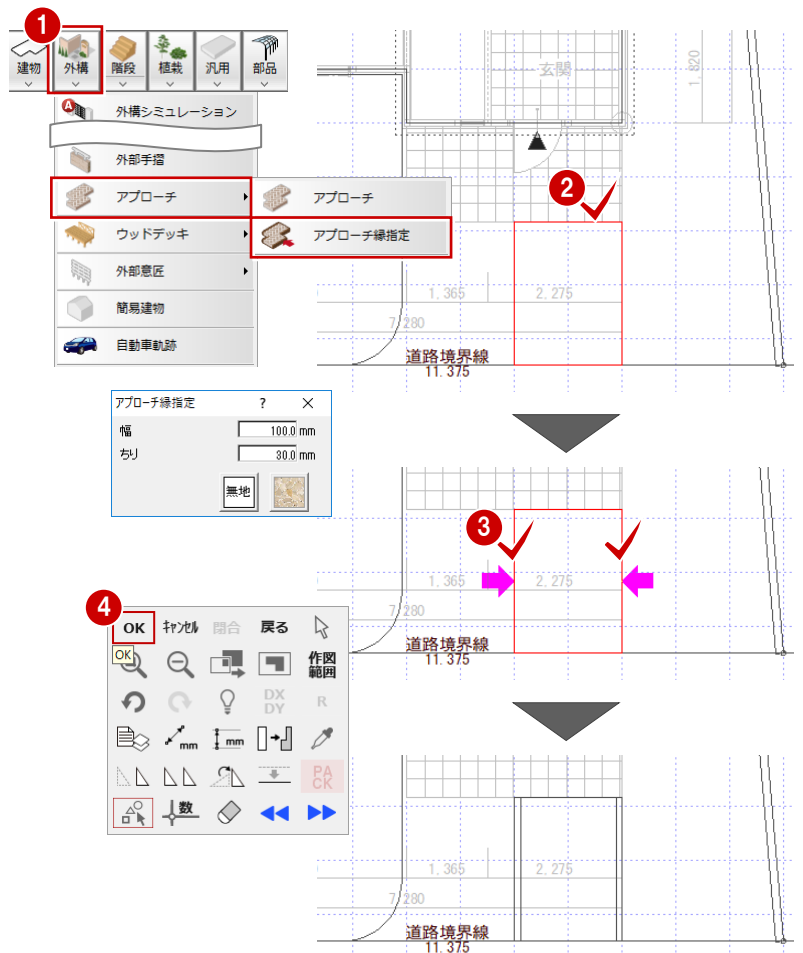 1
建物 外構 階段 植栽 汎用 部品
A 外構シミュレーション
外部手摺
アプローチ
アプローチ
ウッドデッキ
アプローチ縁指定
外部意匠
簡易建物
自動車軌跡
玄関
1,820
2
1,365 2,275
7,280
道路境界線
11.375
アプローチ縁指定 ? ×
幅 100.0 mm
ちり 30.0 mm
無地
3
1,365 2,275
7,280
道路境界線
11.375
4
OK ｷｬﾝｾﾙ 閉合 戻る
OK
作図
範囲
DX
DY
R
mm mm
PA
CK
数
1,365 2,275
7,280
道路境界線
11.375